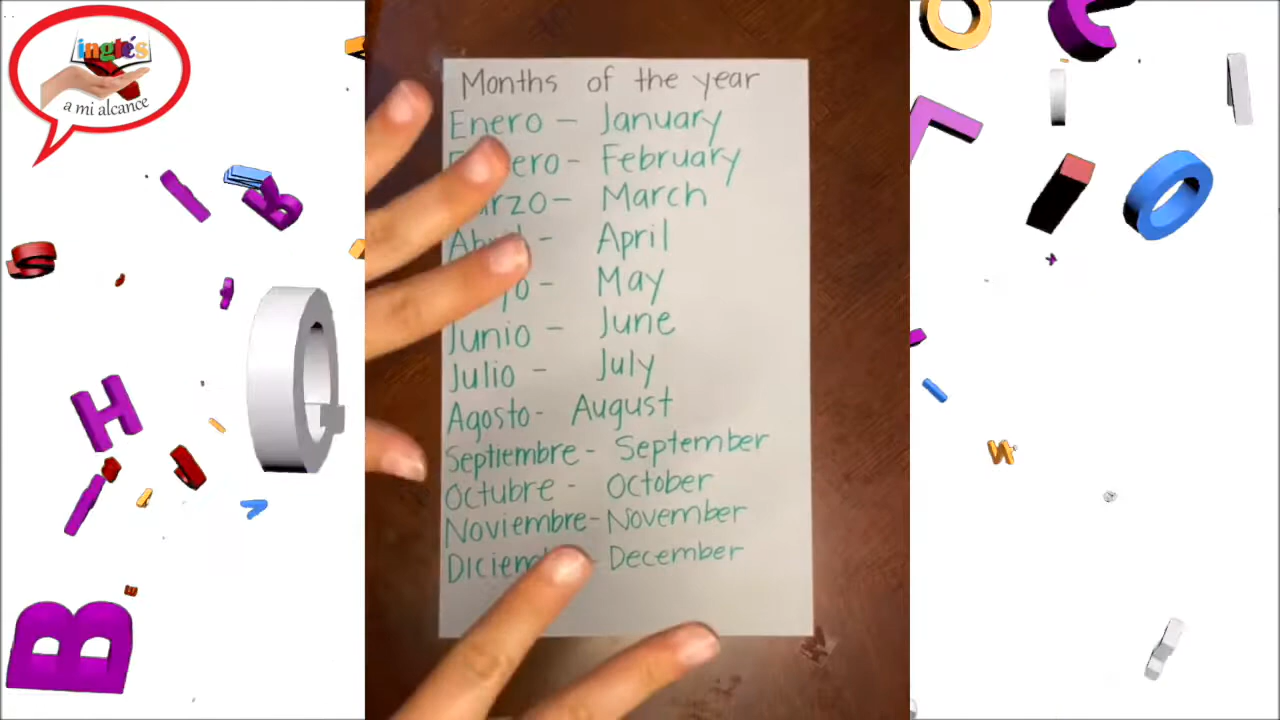 inglés
a mi alcance
Months of the year
Enero - January
- February
- March
- April
- May
Junio - June
Julio - July
Agosto - August
Septiembre - September
Octubre - October
Noviembre - November
- December